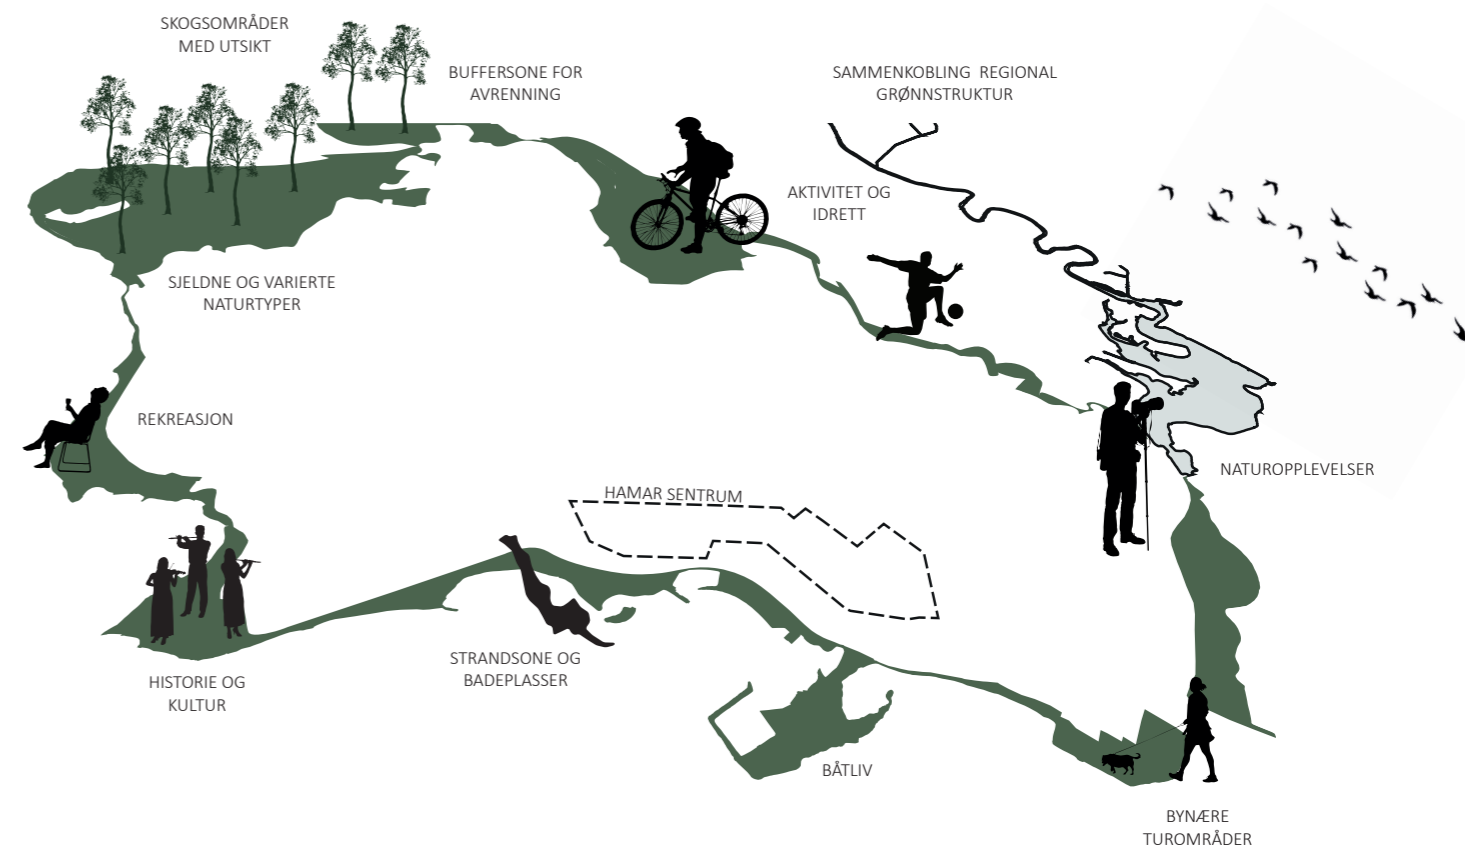 SKOGSOMRÅDER
MED UTSIKT
BUFFERSONE FOR
AVRENNING
SAMMENKOBLING REGIONAL
GRØNNSTRUKTUR
AKTIVITET OG
IDRETT
SJELDNE OG VARIERTE
NATURTYPER
REKREASJON
NATUROPPLEVELSER
HAMAR SENTRUM
STRANDSONE OG
BADEPLASSER
HISTORIE OG
KULTUR
BÅTLIV
BYNÆRE
TUROMRÅDER